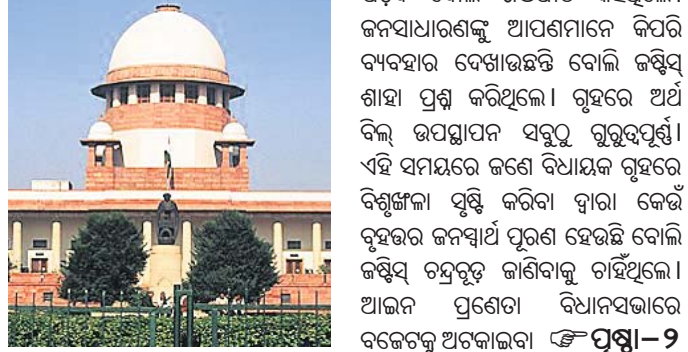 ଜନସାଧାରଣଙ୍କୁ ଆପଣମାନେ କିପରି
ବ୍ୟବହାର ଦେଖାଉଛନ୍ତି ବୋଲି ଜଷ୍ଟିସ୍
ଶାହା ପ୍ରଶ୍ନ କରିଥିଲେ। ଗୃହରେ ଅର୍ଥ
ବିଲ୍ ଉପସ୍ଥାପନ ସବୁଠୁ ଗୁରୁତ୍ୱପୂର୍ଣ୍ଣ।
ଏହି ସମୟରେ ଜଣେ ବିଧାୟକ ଗୃହରେ
ବିଶୃଙ୍ଖଳା ସୃଷ୍ଟି କରିବା ଦ୍ୱାରା କେଉଁ
ବୃହତ୍ତର ଜନସ୍ୱାର୍ଥ ପୂରଣ ହେଉଛି ବୋଲି
ଜଷ୍ଟିସ୍ ଚନ୍ଦ୍ରଚୂଡ଼ ଜାଣିବାକୁ ଚାହିଁଥିଲେ।
ଆଇନ ପ୍ରଣେତା ବିଧାନସଭାରେ
ବଜେଟକୁ ଅଟକାଇବା ☞ ପୃଷ୍ଠା–୨